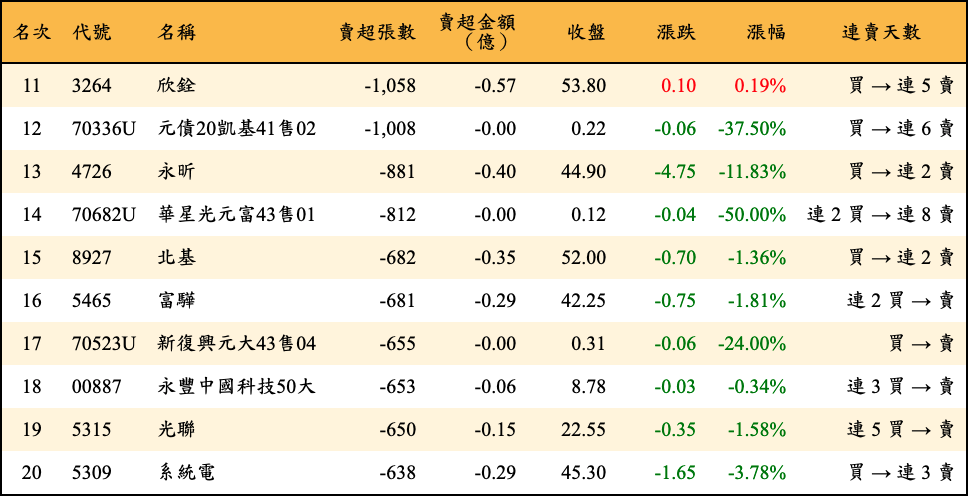 名次 代號 名稱 賣超張數 賣超金額（億） 收盤 漲跌 漲幅 連賣天數
11 3264 欣銓 -1,058 -0.57 53.80 0.10 0.19% 買 → 連 5 賣
12 70336U 元債20凱基41售02 -1,008 -0.00 0.22 -0.06 -37.50% 買 → 連 6 賣
13 4726 永昕 -881 -0.40 44.90 -4.75 -11.83% 買 → 連 2 賣
14 70682U 華星光元富43售01 -812 -0.00 0.12 -0.04 -50.00% 連 2 買 → 連 8 賣
15 8927 北基 -682 -0.35 52.00 -0.70 -1.36% 買 → 連 2 賣
16 5465 富驊 -681 -0.29 42.25 -0.75 -1.81% 連 2 買 → 賣
17 70523U 新復興元大43售04 -655 -0.00 0.31 -0.06 -24.00% 買 → 賣
18 00887 永豐中國科技50大 -653 -0.06 8.78 -0.03 -0.34% 連 3 買 → 賣
19 5315 光聯 -650 -0.15 22.55 -0.35 -1.58% 連 5 買 → 賣
20 5309 系統電 -638 -0.29 45.30 -1.65 -3.78% 買 → 連 3 賣